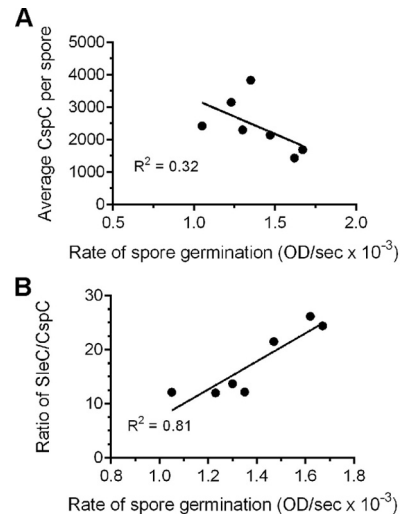 A
Average CspC per spore
5000
4000
3000
2000
1000
0
R² = 0.32
0.5 1.0 1.5 2.0
Rate of spore germination (OD/sec x 10⁻³)
B
Ratio of SleC/CspC
30
20
10
0
R² = 0.81
0.8 1.0 1.2 1.4 1.6 1.8
Rate of spore germination (OD/sec x 10⁻³)